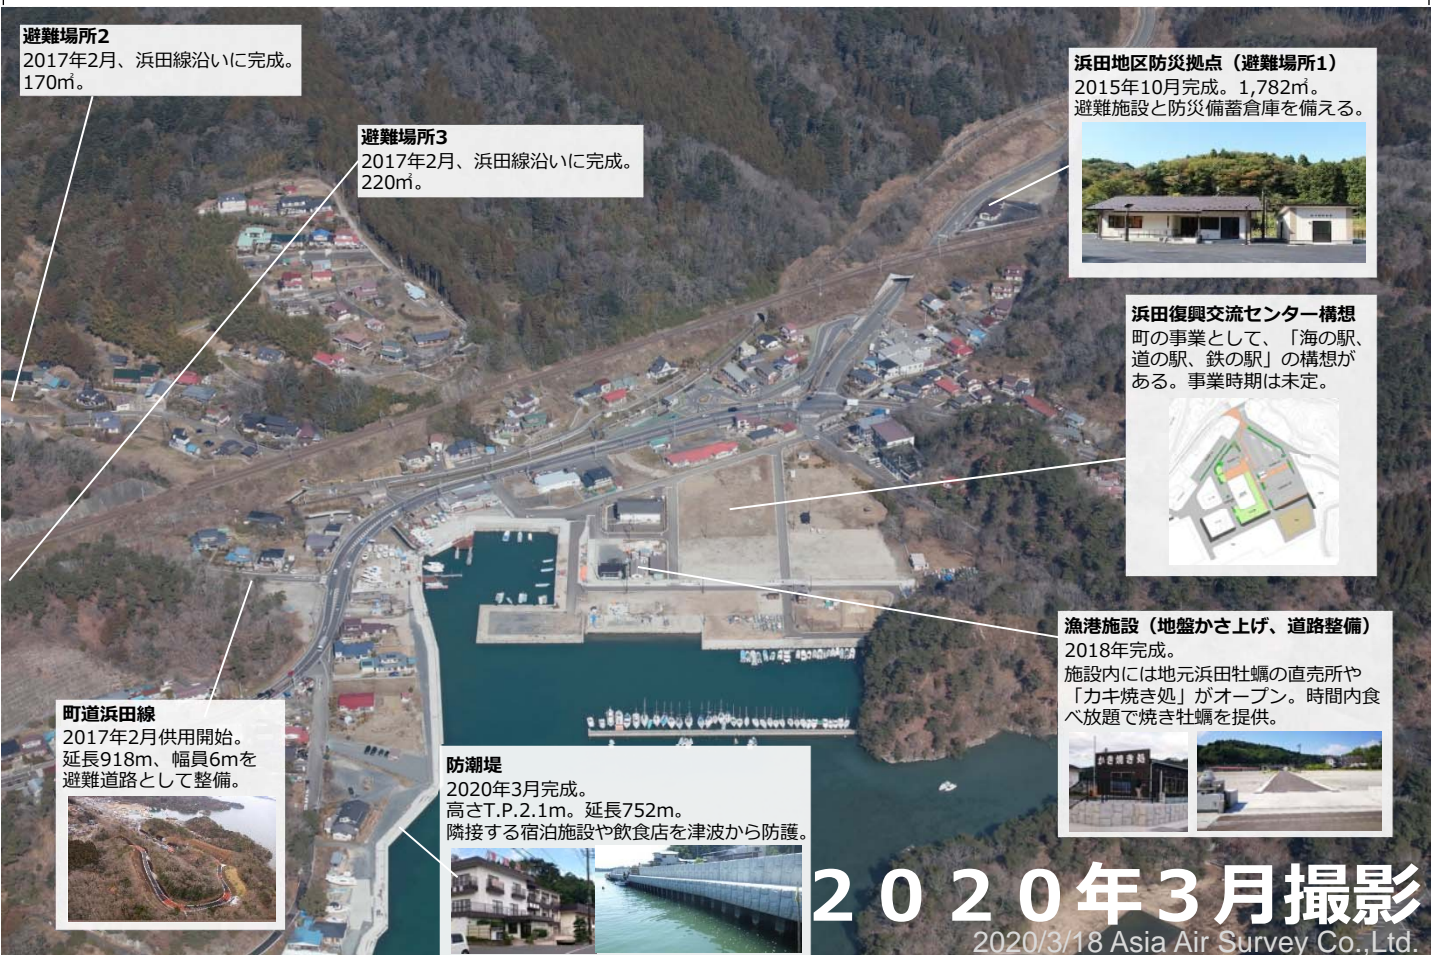 避難場所2
2017年2月、浜田線沿いに完成。
170㎡。
避難場所3
2017年2月、浜田線沿いに完成。
220㎡。
浜田地区防災拠点（避難場所1）
2015年10月完成。1,782㎡。
避難施設と防災備蓄倉庫を備える。
浜田復興交流センター構想
町の事業として、「海の駅、
道の駅、鉄の駅」の構想が
ある。事業時期は未定。
漁港施設（地盤かさ上げ、道路整備）
2018年完成。
施設内には地元浜田牡蠣の直売所や
「カキ焼き処」がオープン。時間内食
べ放題で焼き牡蠣を提供。
かき焼き処
町道浜田線
2017年2月供用開始。
延長918m、幅員6mを
避難道路として整備。
防潮堤
2020年3月完成。
高さT.P.2.1m。延長752m。
隣接する宿泊施設や飲食店を津波から防護。
２０２０年３月撮影
2020/3/18 Asia Air Survey Co.,Ltd.